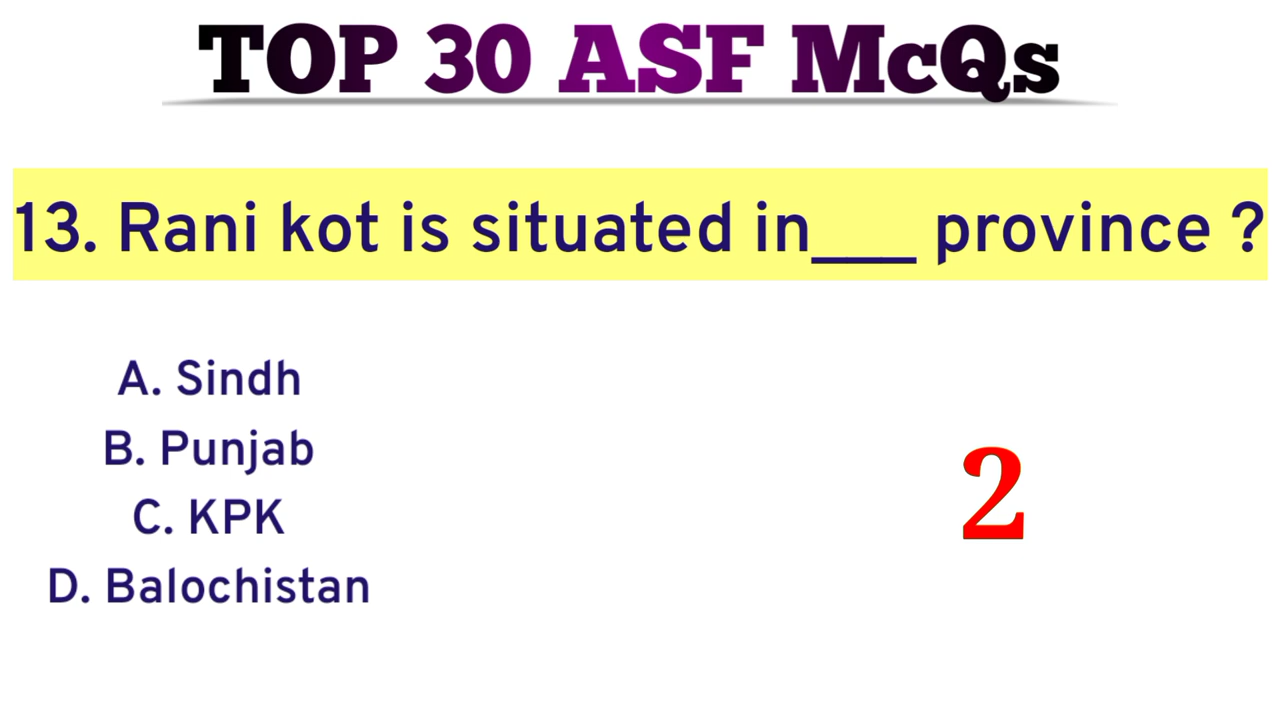 TOP 30 ASF McQs
13. Rani kot is situated in___ province ?
A. Sindh
B. Punjab
C. KPK
D. Balochistan
2